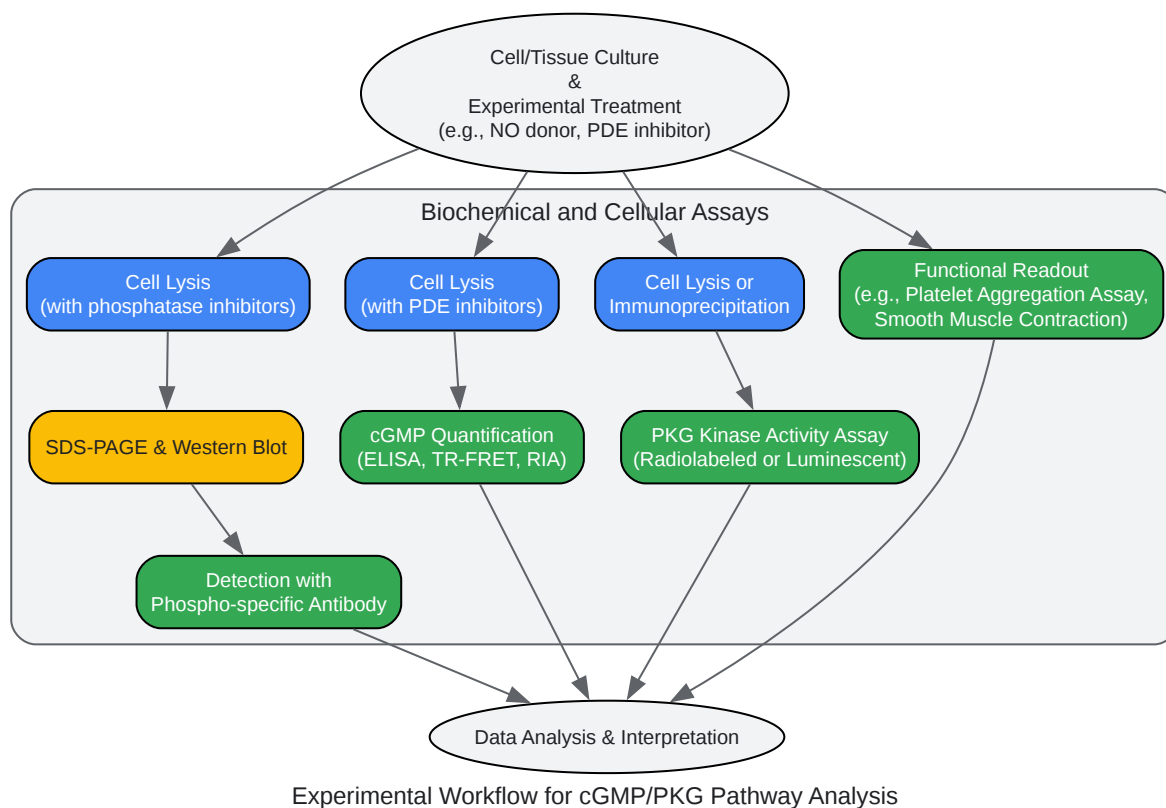 Cell/Tissue Culture
&
Experimental Treatment
(e.g., NO donor, PDE inhibitor)
Biochemical and Cellular Assays
Cell Lysis
(with phosphatase inhibitors)
Cell Lysis
(with PDE inhibitors)
Cell Lysis or
Immunoprecipitation
Functional Readout
(e.g., Platelet Aggregation Assay,
Smooth Muscle Contraction)
SDS-PAGE & Western Blot
cGMP Quantification
(ELISA, TR-FRET, RIA)
PKG Kinase Activity Assay
(Radiolabeled or Luminescent)
Detection with
Phospho-specific Antibody
Data Analysis & Interpretation
Experimental Workflow for cGMP/PKG Pathway Analysis